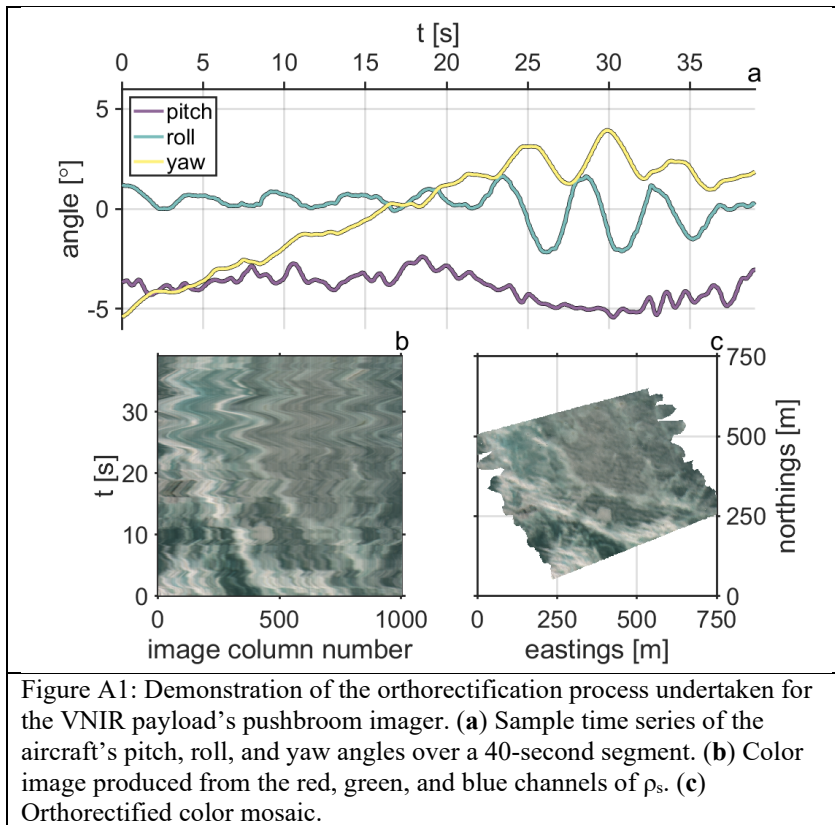 t [s]
0 5 10 15 20 25 30 35
a
5
0
-5
angle [°]
pitch
roll
yaw
b
30
20
10
0
t [s]
0 500 1000
image column number
c
750
500
250
0
northings [m]
0 250 500 750
eastings [m]
Figure A1: Demonstration of the orthorectification process undertaken for
the VNIR payload’s pushbroom imager. (a) Sample time series of the
aircraft’s pitch, roll, and yaw angles over a 40-second segment. (b) Color
image produced from the red, green, and blue channels of ρₛ. (c)
Orthorectified color mosaic.